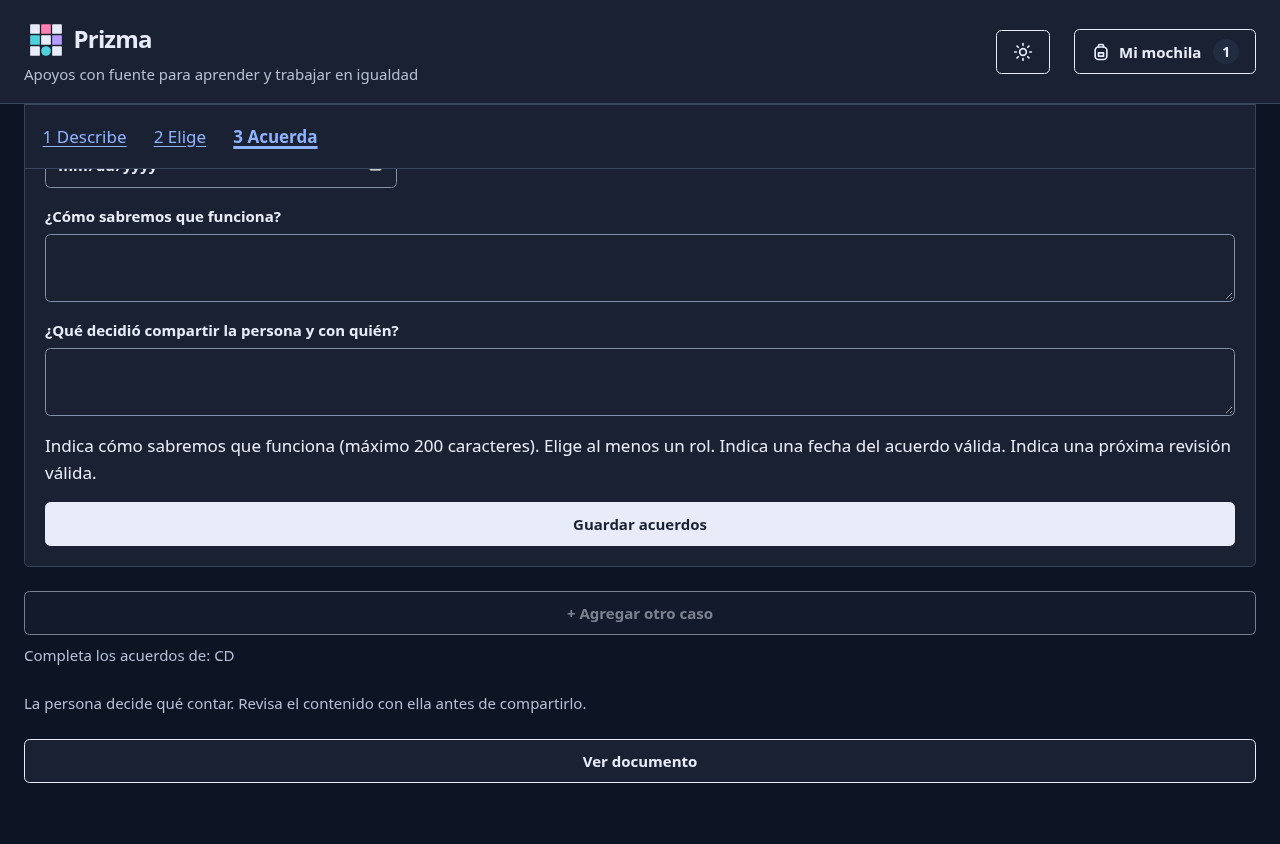 Prizma
Apoyos con fuente para aprender y trabajar en igualdad
Mi mochila 1
1 Describe 2 Elige 3 Acuerda
¿Cómo sabremos que funciona?
¿Qué decidió compartir la persona y con quién?
Indica cómo sabremos que funciona (máximo 200 caracteres). Elige al menos un rol. Indica una fecha del acuerdo válida. Indica una próxima revisión
válida.
Guardar acuerdos
+ Agregar otro caso
Completa los acuerdos de: CD
La persona decide qué contar. Revisa el contenido con ella antes de compartirlo.
Ver documento